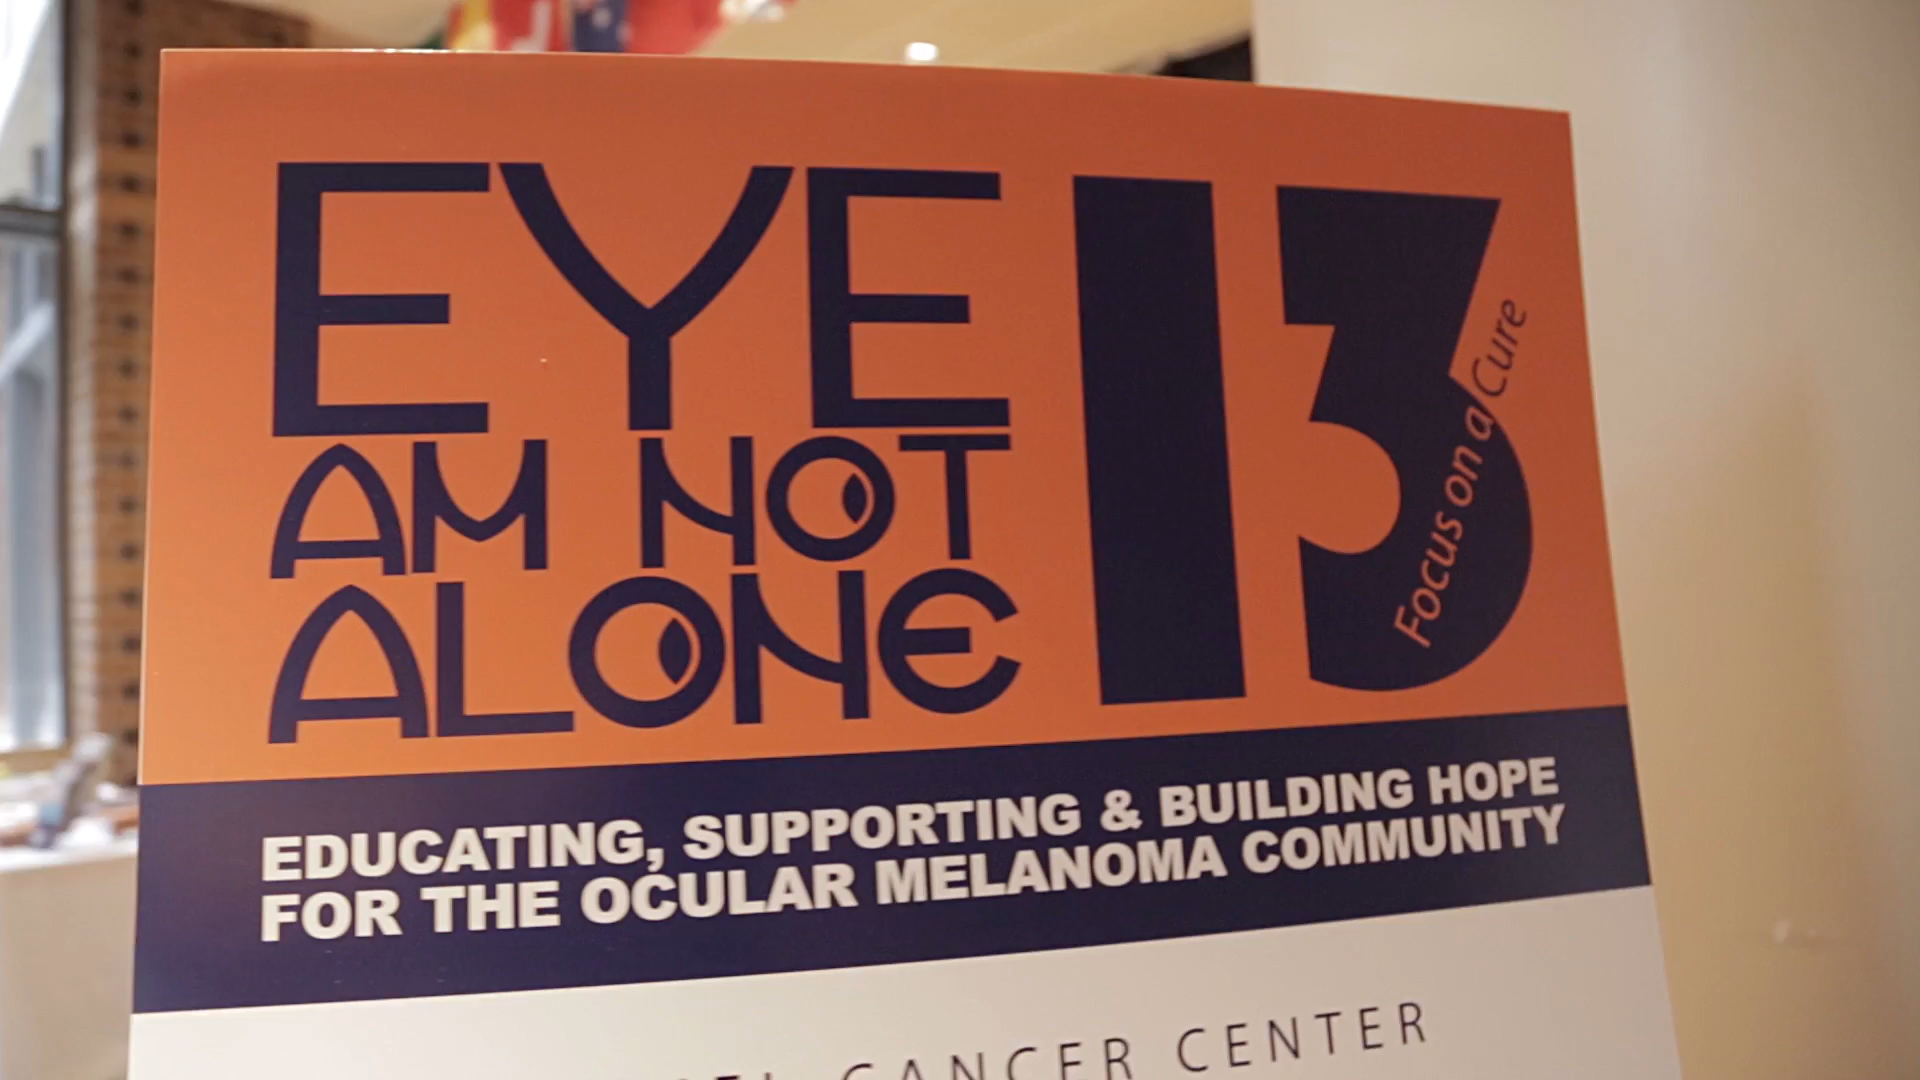 EYE
AM NOT
ALONE
13
Focus on a Cure
EDUCATING, SUPPORTING & BUILDING HOPE
FOR THE OCULAR MELANOMA COMMUNITY
CANCER CENTER